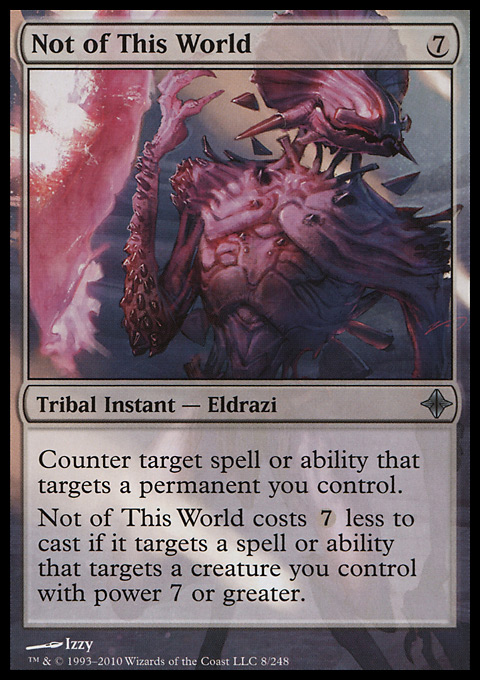 Not of This World 7
Tribal Instant — Eldrazi
Counter target spell or ability that
targets a permanent you control.
Not of This World costs 7 less to
cast if it targets a spell or ability
that targets a creature you control
with power 7 or greater.
Izzy
™ & © 1993–2010 Wizards of the Coast LLC 8/248